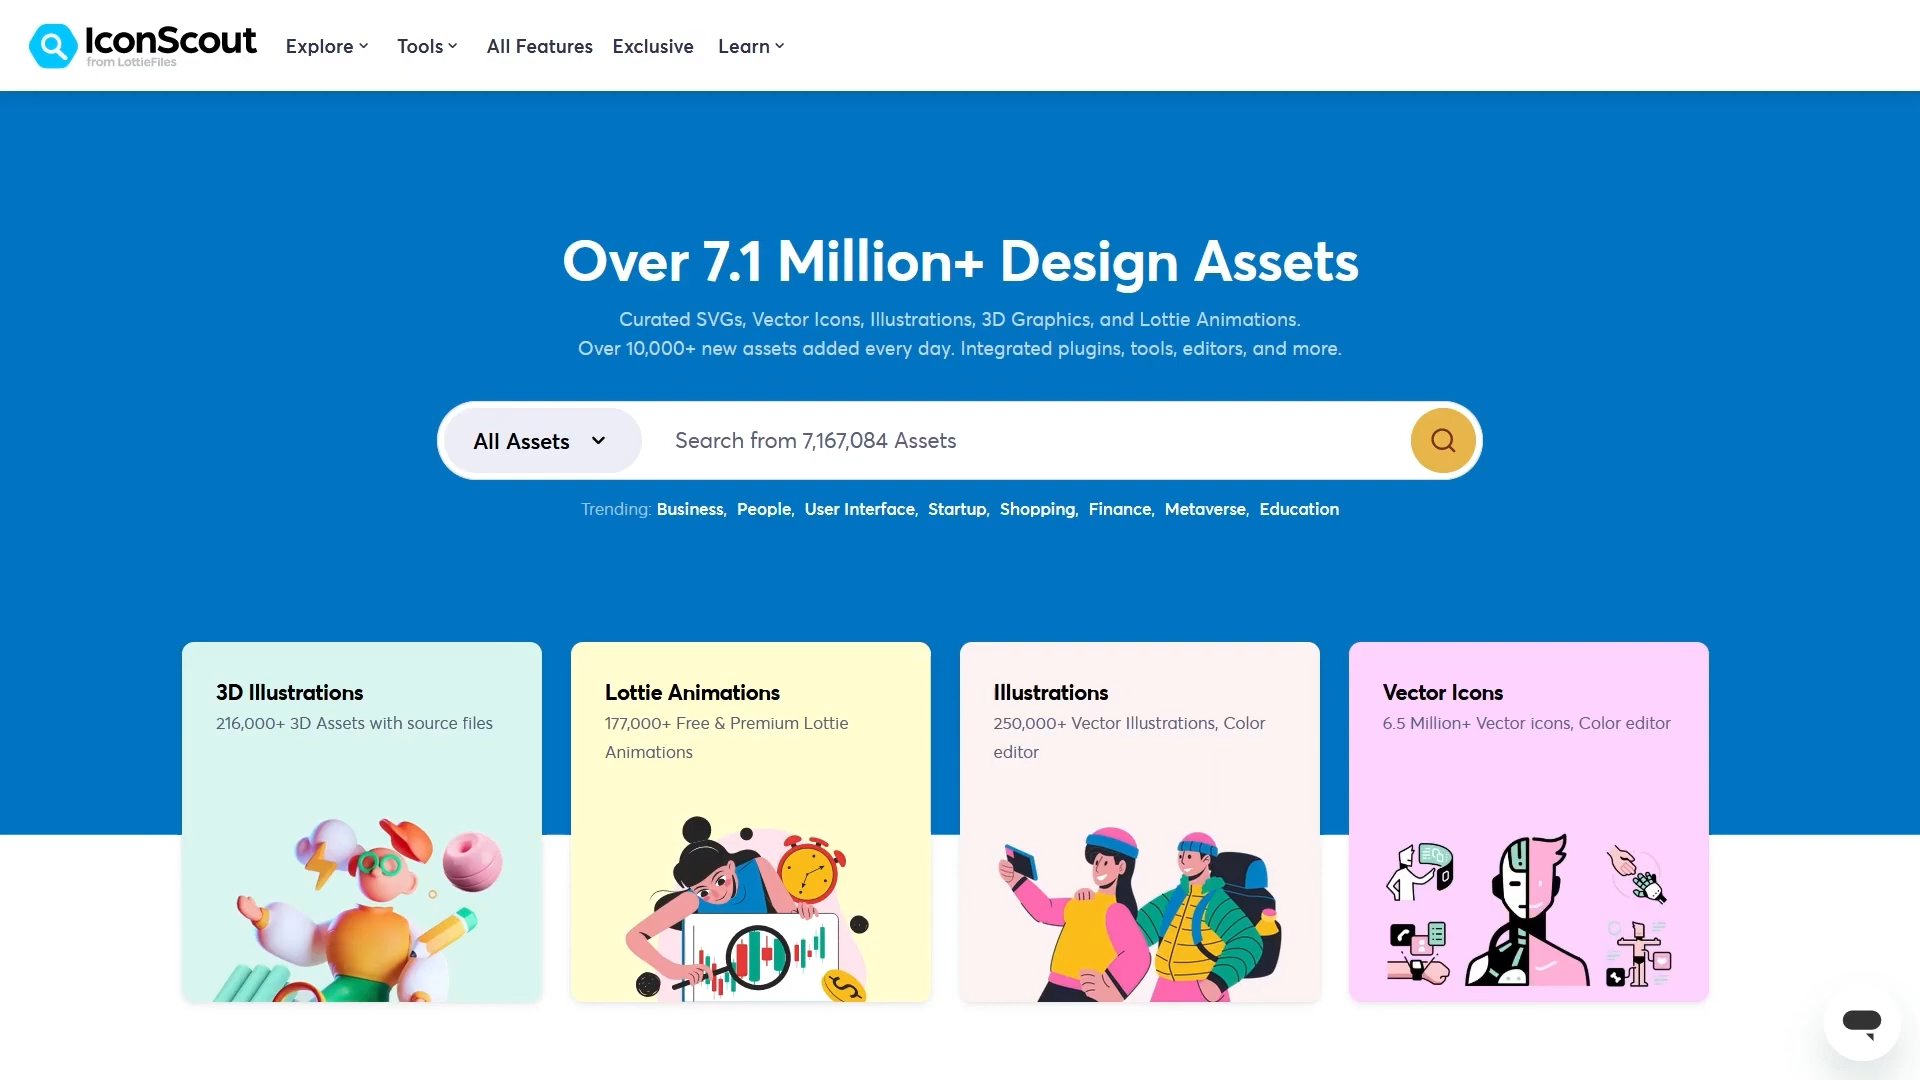 IconScout
from LottieFiles
Explore
Tools
All Features
Exclusive
Learn
Over 7.1 Million+ Design Assets
Curated SVGs, Vector Icons, Illustrations, 3D Graphics, and Lottie Animations.
Over 10,000+ new assets added every day. Integrated plugins, tools, editors, and more.
All Assets
Search from 7,167,084 Assets
Trending: Business, People, User Interface, Startup, Shopping, Finance, Metaverse, Education
3D Illustrations
216,000+ 3D Assets with source files
Lottie Animations
177,000+ Free & Premium Lottie
Animations
Illustrations
250,000+ Vector Illustrations, Color
editor
Vector Icons
6.5 Million+ Vector icons, Color editor